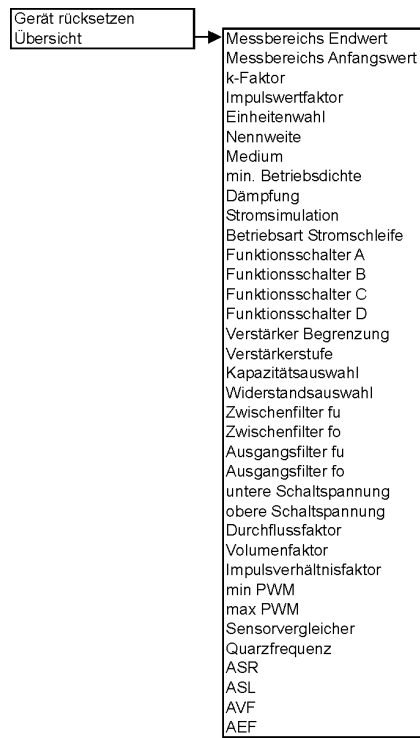 Gerät rücksetzen
Übersicht
Messbereichs Endwert
Messbereichs Anfangswert
k-Faktor
Impulswertfaktor
Einheitenwahl
Nennweite
Medium
min. Betriebsdichte
Dämpfung
Stromsimulation
Betriebsart Stromschleife
Funktionsschalter A
Funktionsschalter B
Funktionsschalter C
Funktionsschalter D
Verstärker Begrenzung
Verstärkerstufe
Kapazitätsauswahl
Widerstandsauswahl
Zwischenfilter fu
Zwischenfilter fo
Ausgangsfilter fu
Ausgangsfilter fo
untere Schaltspannung
obere Schaltspannung
Durchflussfaktor
Volumenfaktor
Impulsverhältnisfaktor
min PWM
max PWM
Sensorvergleicher
Quarzfrequenz
ASR
ASL
AVF
AEF